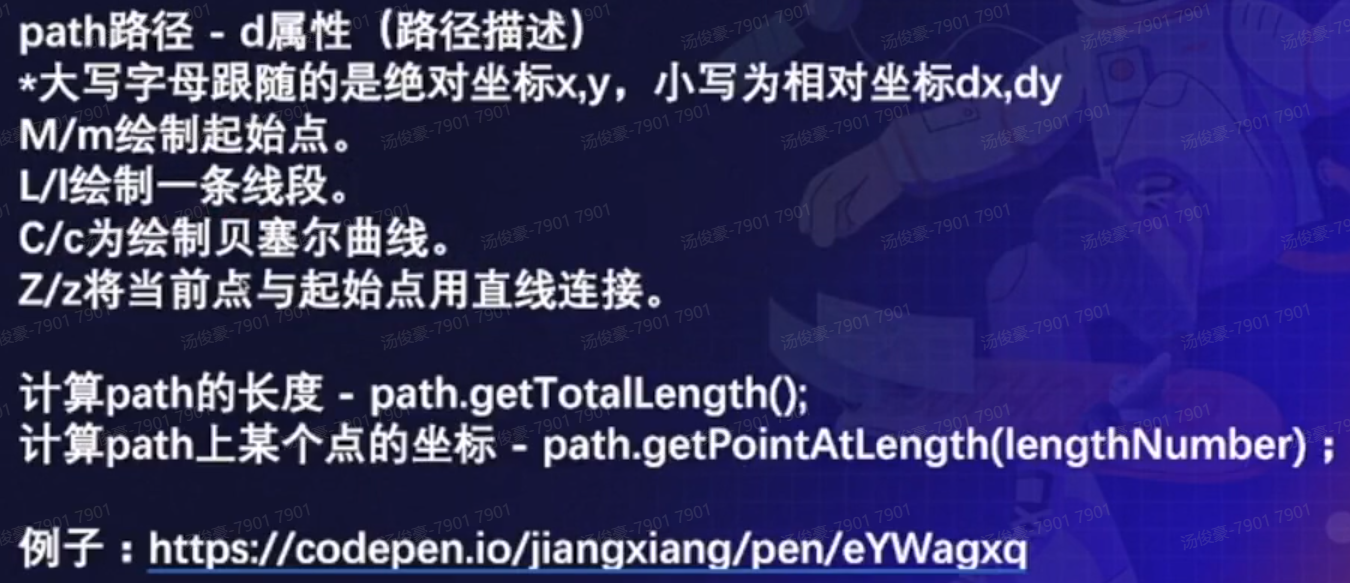 path路径 - d属性（路径描述）
*大写字母跟随的是绝对坐标x,y，小写为相对坐标dx,dy
M/m绘制起始点。
L/l绘制一条线段。
C/c为绘制贝塞尔曲线。
Z/z将当前点与起始点用直线连接。
计算path的长度 - path.getTotalLength();
计算path上某个点的坐标 - path.getPointAtLength(lengthNumber)；
例子：https://codepen.io/jiangxiang/pen/eYWagxq
汤俊豪-7901 7901